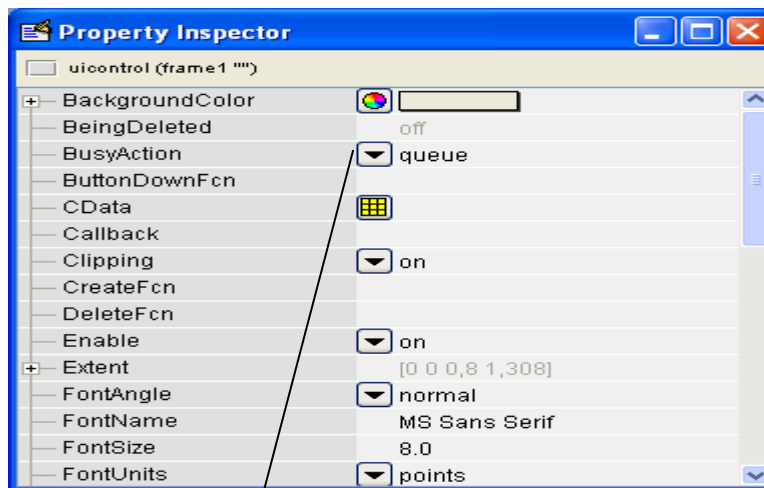 Property Inspector
uicontrol (frame1 "")
BackgroundColor
BeingDeleted off
BusyAction queue
ButtonDownFcn
CData
Callback
Clipping on
CreateFcn
DeleteFcn
Enable on
Extent [0 0 0,8 1,308]
FontAngle normal
FontName MS Sans Serif
FontSize 8.0
FontUnits points